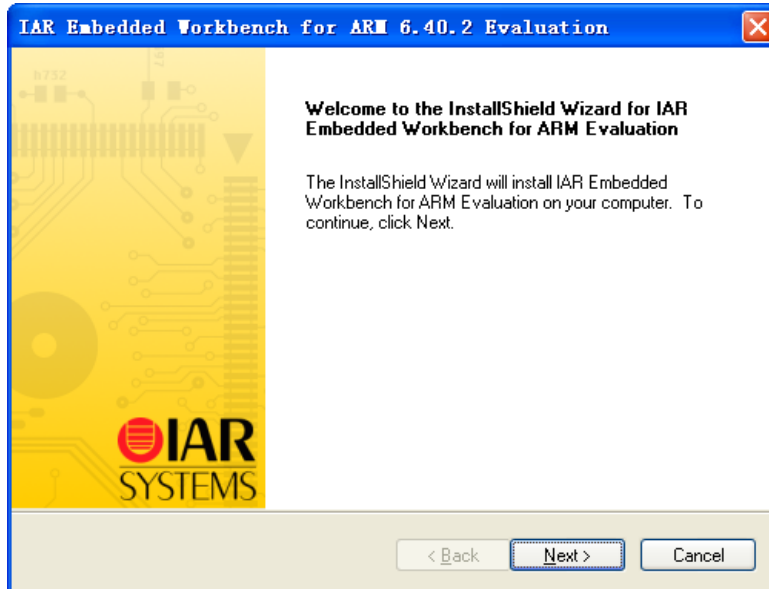 IAR Embedded Workbench for ARM 6.40.2 Evaluation
h732
Welcome to the InstallShield Wizard for IAR
Embedded Workbench for ARM Evaluation
The InstallShield Wizard will install IAR Embedded
Workbench for ARM Evaluation on your computer. To
continue, click Next.
IAR
SYSTEMS
< Back
Next >
Cancel